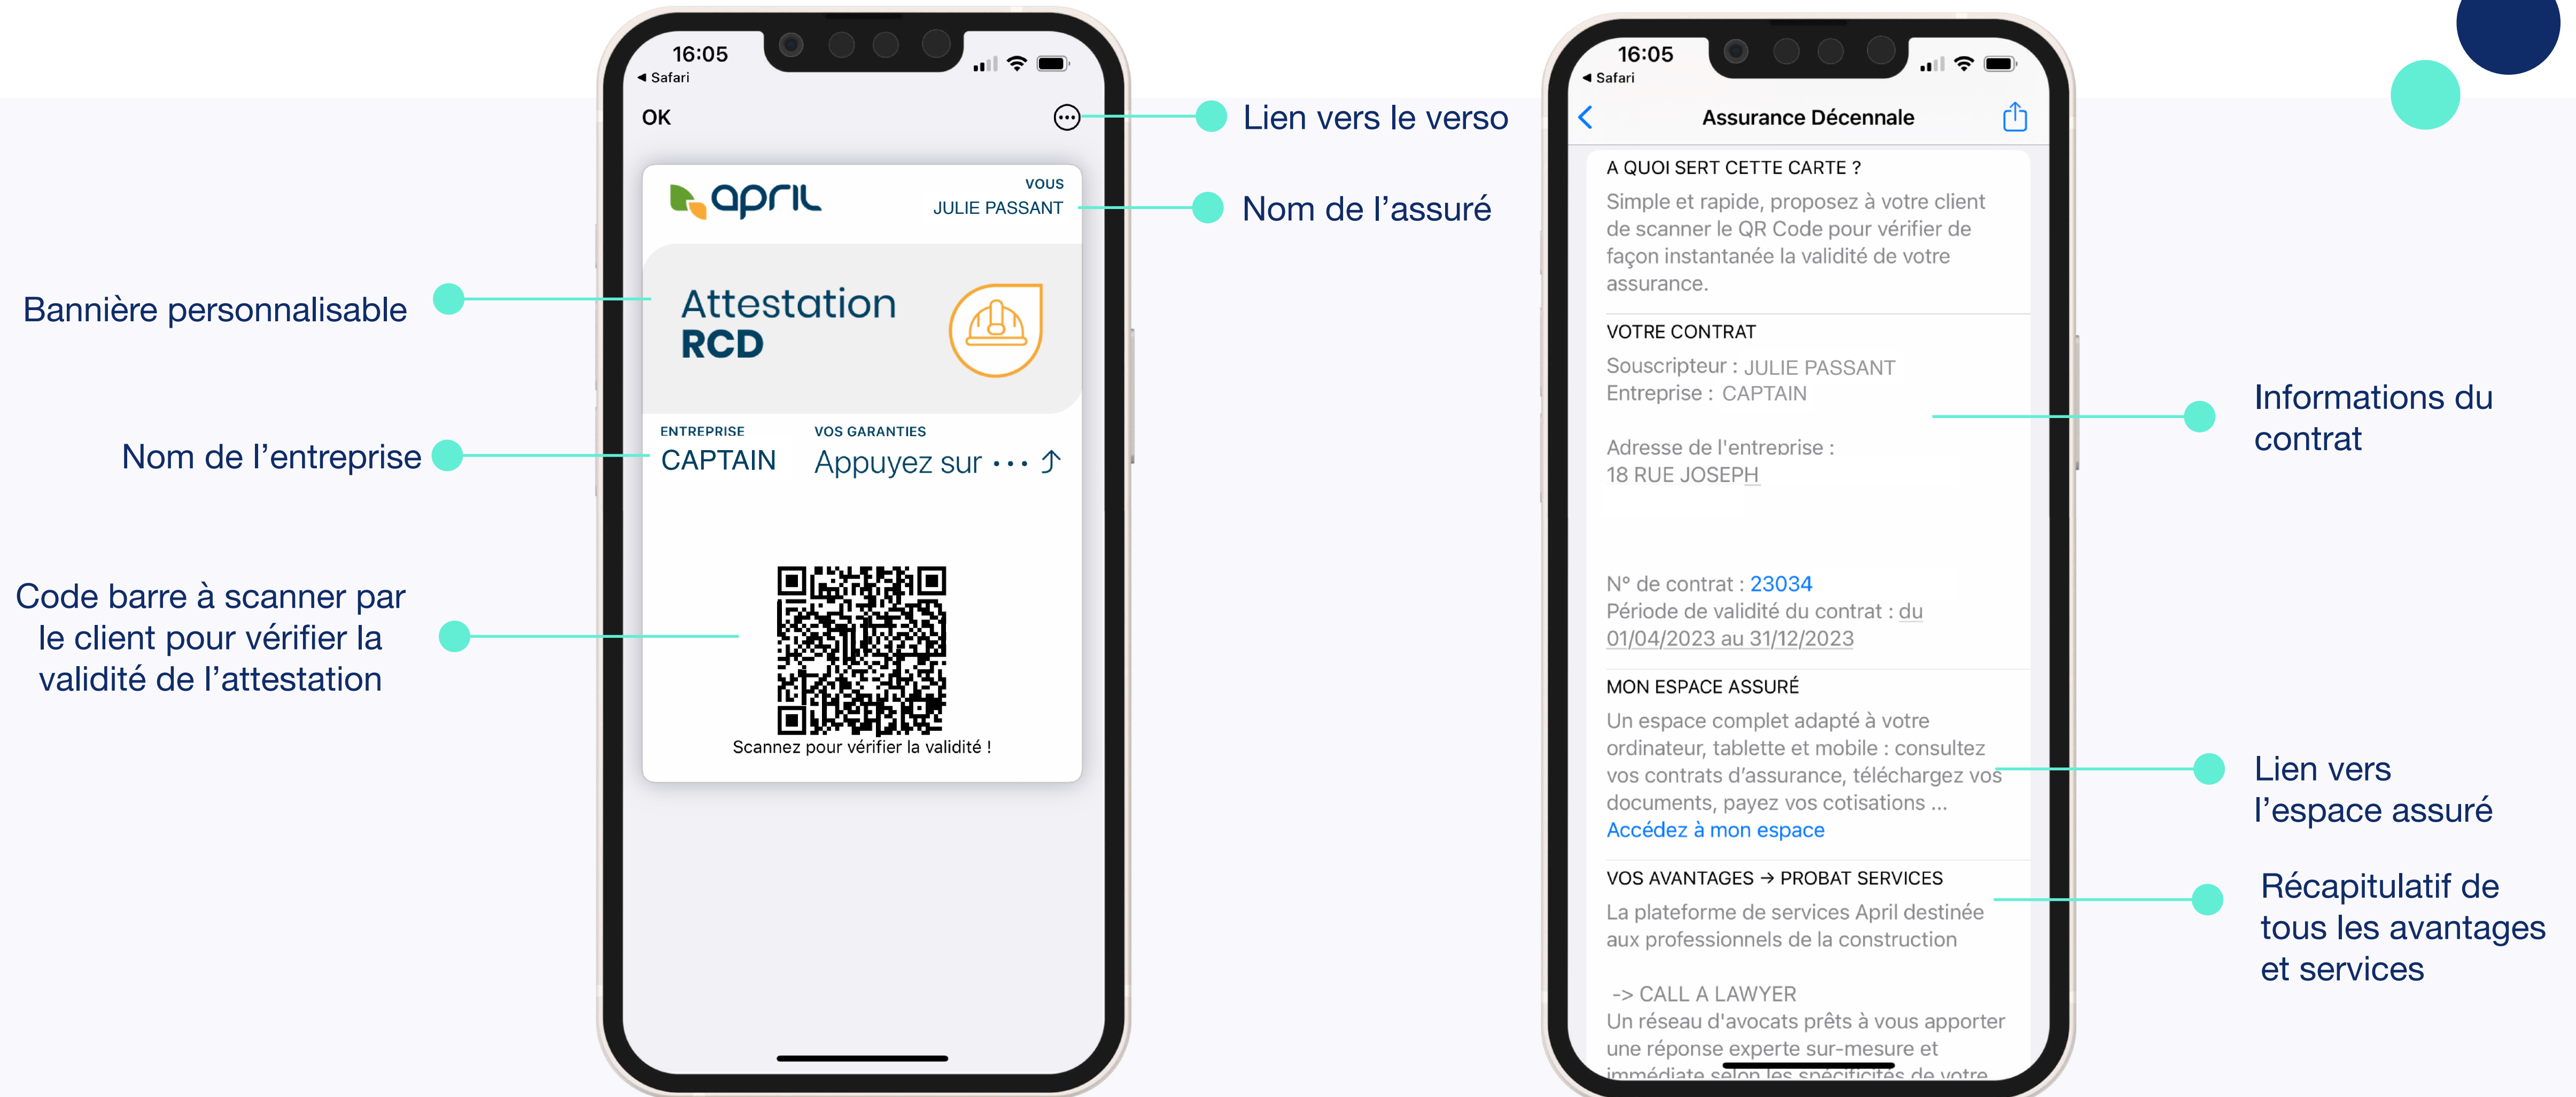 16:05
Safari
OK
april
VOUS
JULIE PASSANT
Attestation
RCD
ENTREPRISE
CAPTAIN
VOS GARANTIES
Appuyez sur ···
Scannez pour vérifier la validité !
Bannière personnalisable
Nom de l’entreprise
Code barre à scanner par
le client pour vérifier la
validité de l’attestation
Lien vers le verso
Nom de l’assuré
16:05
Safari
Assurance Décennale
A QUOI SERT CETTE CARTE ?
Simple et rapide, proposez à votre client
de scanner le QR Code pour vérifier de
façon instantanée la validité de votre
assurance.
VOTRE CONTRAT
Souscripteur : JULIE PASSANT
Entreprise : CAPTAIN
Adresse de l'entreprise :
18 RUE JOSEPH
N° de contrat : 23034
Période de validité du contrat : du
01/04/2023 au 31/12/2023
MON ESPACE ASSURÉ
Un espace complet adapté à votre
ordinateur, tablette et mobile : consultez
vos contrats d’assurance, téléchargez vos
documents, payez vos cotisations ...
Accédez à mon espace
VOS AVANTAGES → PROBAT SERVICES
La plateforme de services April destinée
aux professionnels de la construction
-> CALL A LAWYER
Un réseau d'avocats prêts à vous apporter
une réponse experte sur-mesure et
immédiate selon les spécificités de votre
Informations du
contrat
Lien vers
l’espace assuré
Récapitulatif de
tous les avantages
et services